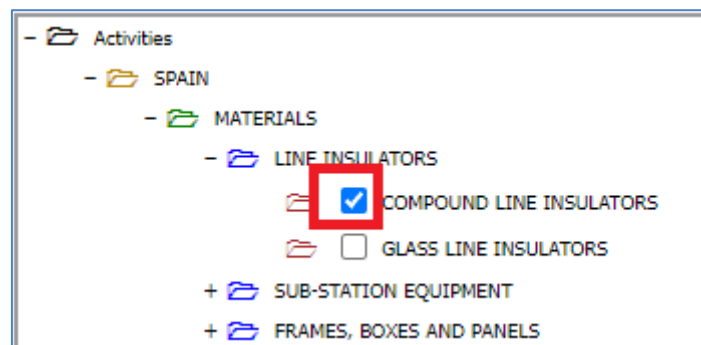 - Activities
- SPAIN
- MATERIALS
- LINE INSULATORS
COMPOUND LINE INSULATORS
GLASS LINE INSULATORS
+ SUB-STATION EQUIPMENT
+ FRAMES, BOXES AND PANELS